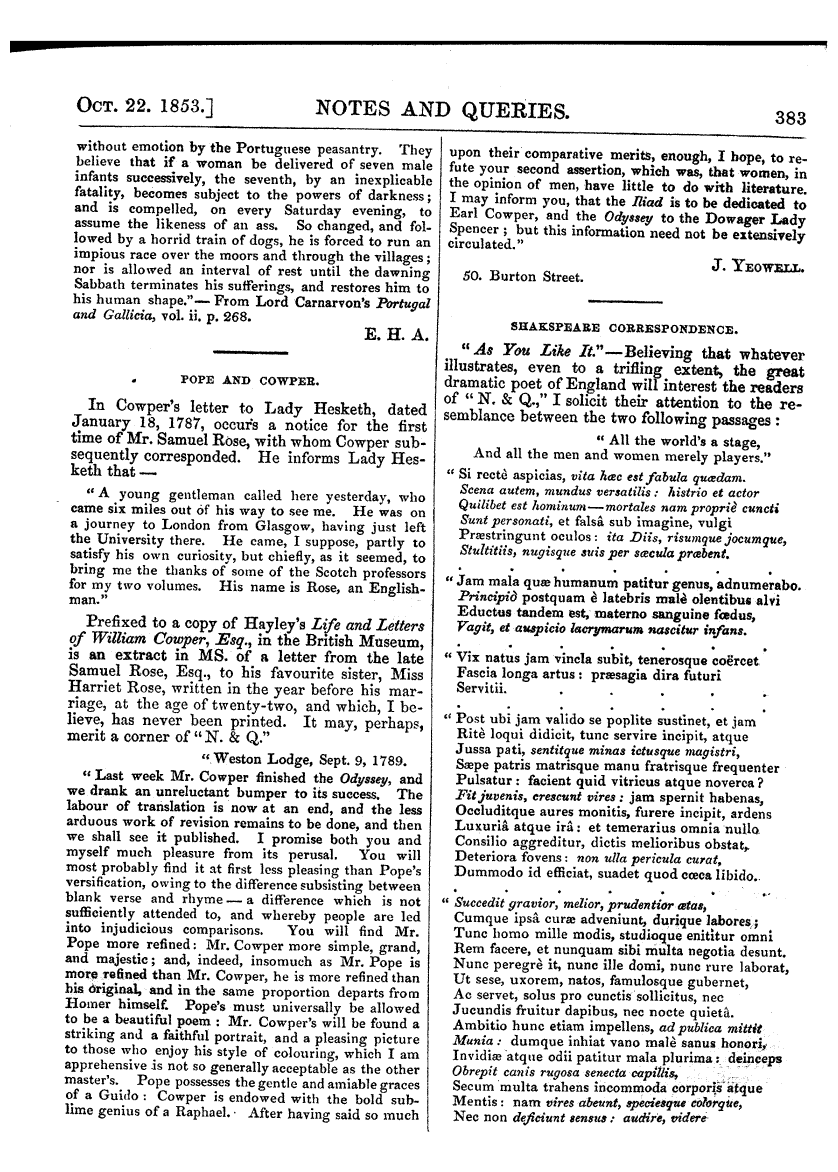 OCT. 22. 1853.] NOTES AND QUERIES. 383
without emotion by the Portuguese peasantry. They
believe that if a woman be delivered of seven male
infants successively, the seventh, by an inexplicable
fatality, becomes subject to the powers of darkness;
and is compelled, on every Saturday evening, to
assume the likeness of an ass. So changed, and fol-
lowed by a horrid train of dogs, he is forced to run an
impious race over the moors and through the villages;
nor is allowed an interval of rest until the dawning
Sabbath terminates his sufferings, and restores him to
his human shape."— From Lord Carnarvon's Portugal
and Gallicia, vol. ii. p. 268.
E. H. A.
POPE AND COWPER.
In Cowper's letter to Lady Hesketh, dated
January 18, 1787, occurs a notice for the first
time of Mr. Samuel Rose, with whom Cowper sub-
sequently corresponded. He informs Lady Hes-
keth that —
"A young gentleman called here yesterday, who
came six miles out of his way to see me. He was on
a journey to London from Glasgow, having just left
the University there. He came, I suppose, partly to
satisfy his own curiosity, but chiefly, as it seemed, to
bring me the thanks of some of the Scotch professors
for my two volumes. His name is Rose, an English-
man."
Prefixed to a copy of Hayley's Life and Letters
of William Cowper, Esq., in the British Museum,
is an extract in MS. of a letter from the late
Samuel Rose, Esq., to his favourite sister, Miss
Harriet Rose, written in the year before his mar-
riage, at the age of twenty-two, and which, I be-
lieve, has never been printed. It may, perhaps,
merit a corner of "N. & Q."
"Weston Lodge, Sept. 9, 1789.
"Last week Mr. Cowper finished the Odyssey, and
we drank an unreluctant bumper to its success. The
labour of translation is now at an end, and the less
arduous work of revision remains to be done, and then
we shall see it published. I promise both you and
myself much pleasure from its perusal. You will
most probably find it at first less pleasing than Pope's
versification, owing to the difference subsisting between
blank verse and rhyme — a difference which is not
sufficiently attended to, and whereby people are led
into injudicious comparisons. You will find Mr.
Pope more refined: Mr. Cowper more simple, grand,
and majestic; and, indeed, insomuch as Mr. Pope is
more refined than Mr. Cowper, he is more refined than
his original, and in the same proportion departs from
Homer himself. Pope's must universally be allowed
to be a beautiful poem : Mr. Cowper's will be found a
striking and a faithful portrait, and a pleasing picture
to those who enjoy his style of colouring, which I am
apprehensive is not so generally acceptable as the other
master's. Pope possesses the gentle and amiable graces
of a Guido : Cowper is endowed with the bold sub-
lime genius of a Raphael. After having said so much
upon their comparative merits, enough, I hope, to re-
fute your second assertion, which was, that women, in
the opinion of men, have little to do with literature.
I may inform you, that the Iliad is to be dedicated to
Earl Cowper, and the Odyssey to the Dowager Lady
Spencer ; but this information need not be extensively
circulated."
J. YEOWELL.
50. Burton Street.
SHAKSPEARE CORRESPONDENCE.
"As You Like It."—Believing that whatever
illustrates, even to a trifling extent, the great
dramatic poet of England will interest the readers
of "N. & Q.," I solicit their attention to the re-
semblance between the two following passages :
"All the world's a stage,
And all the men and women merely players."
"Si rectè aspicias, vita hæc est fabula quædam.
Scena autem, mundus versatilis : histrio et actor
Quilibet est hominum—mortales nam propriè cuncti
Sunt personati, et falsâ sub imagine, vulgi
Præstringunt oculos : ita Diis, risumque jocumque,
Stultitiis, nugisque suis per sæcula præbent.
. . . . . .
"Jam mala quæ humanum patitur genus, adnumerabo.
Principiò postquam è latebris malè olentibus alvi
Eductus tandem est, materno sanguine fœdus,
Vagit, et auspicio lacrymarum nascitur infans.
. . . . . .
"Vix natus jam vincla subit, tenerosque coërcet
Fascia longa artus : præsagia dira futuri
Servitii. . . . . .
. . . . . .
"Post ubi jam valido se poplite sustinet, et jam
Ritè loqui didicit, tunc servire incipit, atque
Jussa pati, sentitque minas ictusque magistri,
Sæpe patris matrisque manu fratrisque frequenter
Pulsatur : facient quid vitricus atque noverca ?
Fit juvenis, crescunt vires : jam spernit habenas,
Occluditque aures monitis, furere incipit, ardens
Luxuriâ atque irâ : et temerarius omnia nullo
Consilio aggreditur, dictis melioribus obstat,
Deteriora fovens : non ulla pericula curat,
Dummodo id efficiat, suadet quod cœca libido.
. . . . . .
"Succedit gravior, melior, prudentior ætas,
Cumque ipsâ curæ adveniunt, durique labores ;
Tunc homo mille modis, studioque enititur omni
Rem facere, et nunquam sibi multa negotia desunt.
Nunc peregrè it, nunc ille domi, nunc rure laborat,
Ut sese, uxorem, natos, famulosque gubernet,
Ac servet, solus pro cunctis sollicitus, nec
Jucundis fruitur dapibus, nec nocte quietâ.
Ambitio hunc etiam impellens, ad publica mittit
Munia : dumque inhiat vano malè sanus honori,
Invidiæ atque odii patitur mala plurima : deinceps
Obrepit canis rugosa senecta capillis,
Secum multa trahens incommoda corporis atque
Mentis : nam vires abeunt, speciesque colorque,
Nec non deficiunt sensus : audire, videre